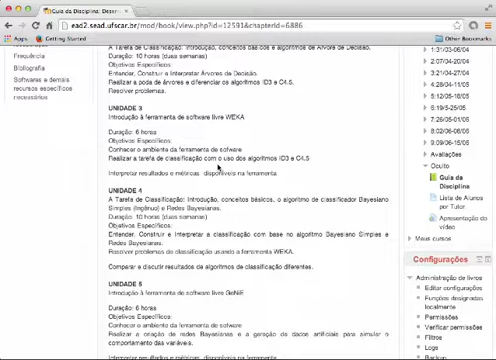 Guia da Disciplina: Descr
ead2.sead.ufscar.br/mod/book/view.php?id=12591&chapterid=6886
Apps
Getting Started
Other Bookmarks
Frequência
Bibliografia
Softwares e demais
recursos específicos
necessários
A Tarefa de Classificação: Introdução, conceitos básicos e algoritmos de Árvore de Decisão.
Duração: 10 horas (duas semanas)
Objetivos Específicos:
Entender, Construir e Interpretar Árvores de Decisão.
Realizar a poda de árvores e diferenciar os algoritmos ID3 e C4.5.
Resolver problemas.
UNIDADE 3
Introdução à ferramenta de software livre WEKA
Duração: 6 horas
Objetivos Específicos:
Conhecer o ambiente da ferramenta de sofware
Realizar a tarefa de classificação com o uso dos algoritmos ID3 e C4.5
Interpretar resultados e métricas disponíveis na ferramenta
UNIDADE 4
A Tarefa de Classificação: Introdução, conceitos básicos, o algoritmo de classificador Bayesiano
Simples (Ingênuo) e Redes Bayesianas.
Duração: 10 horas (duas semanas)
Objetivos Específicos:
Entender, Construir e Interpretar a Classificação com base no algoritmo Bayesiano Simples e
Redes Bayesianas.
Resolver problemas de classificação usando a ferramenta WEKA.
Comparar e discutir resultados de algoritmos de classificação diferentes.
UNIDADE 5
Introdução à ferramenta de software livre GeNIE
Duração: 6 horas
Objetivos Específicos:
Conhecer o ambiente da ferramenta de sofware
Realizar a criação de redes Bayesianas e a geração de dados artificiais para simular o
comportamento das variáveis.
Interpretar resultados e métricas disponíveis na ferramenta
1:31/03-06/04
2:07/04-20/04
3:21/04-27/04
4:28/04-11/05
5:12/05-18/05
6:19/5-25/05
7:26/05-01/06
8:02/06-08/06
9:09/06-15/06
Avaliações
Oculto
Guia da
Disciplina
Lista de Alunos
por Tutor
Apresentação do
vídeo
Meus cursos
Configurações
Administração de livros
Editar configurações
Funções designadas
localmente
Permissões
Verificar permissões
Filtros
Logs
Backup